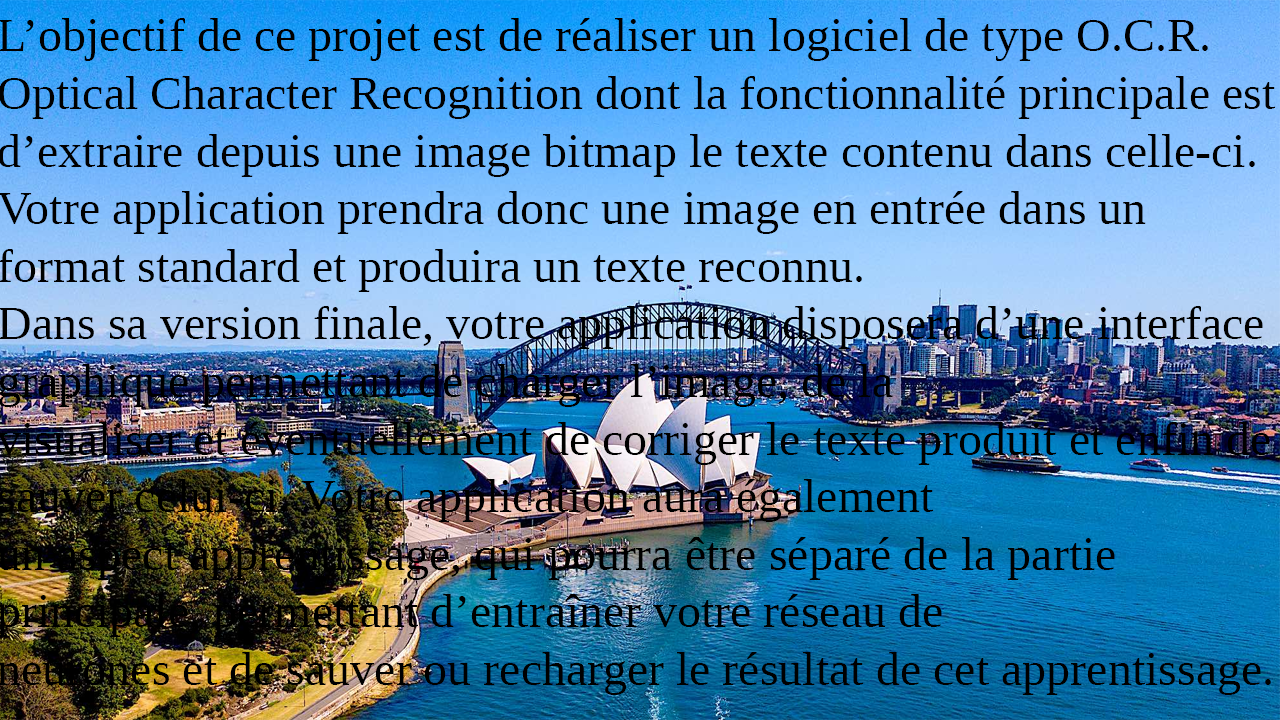 L’objectif de ce projet est de réaliser un logiciel de type O.C.R.
Optical Character Recognition dont la fonctionnalité principale est
d’extraire depuis une image bitmap le texte contenu dans celle-ci.
Votre application prendra donc une image en entrée dans un
format standard et produira un texte reconnu.
Dans sa version finale, votre application disposera d’une interface
graphique permettant de charger l’image, de la
visualiser et éventuellement de corriger le texte produit et enfin de
sauver celui-ci. Votre application aura également
un aspect apprentissage, qui pourra être séparé de la partie
principale, permettant d’entraîner votre réseau de
neurones et de sauver ou recharger le résultat de cet apprentissage.